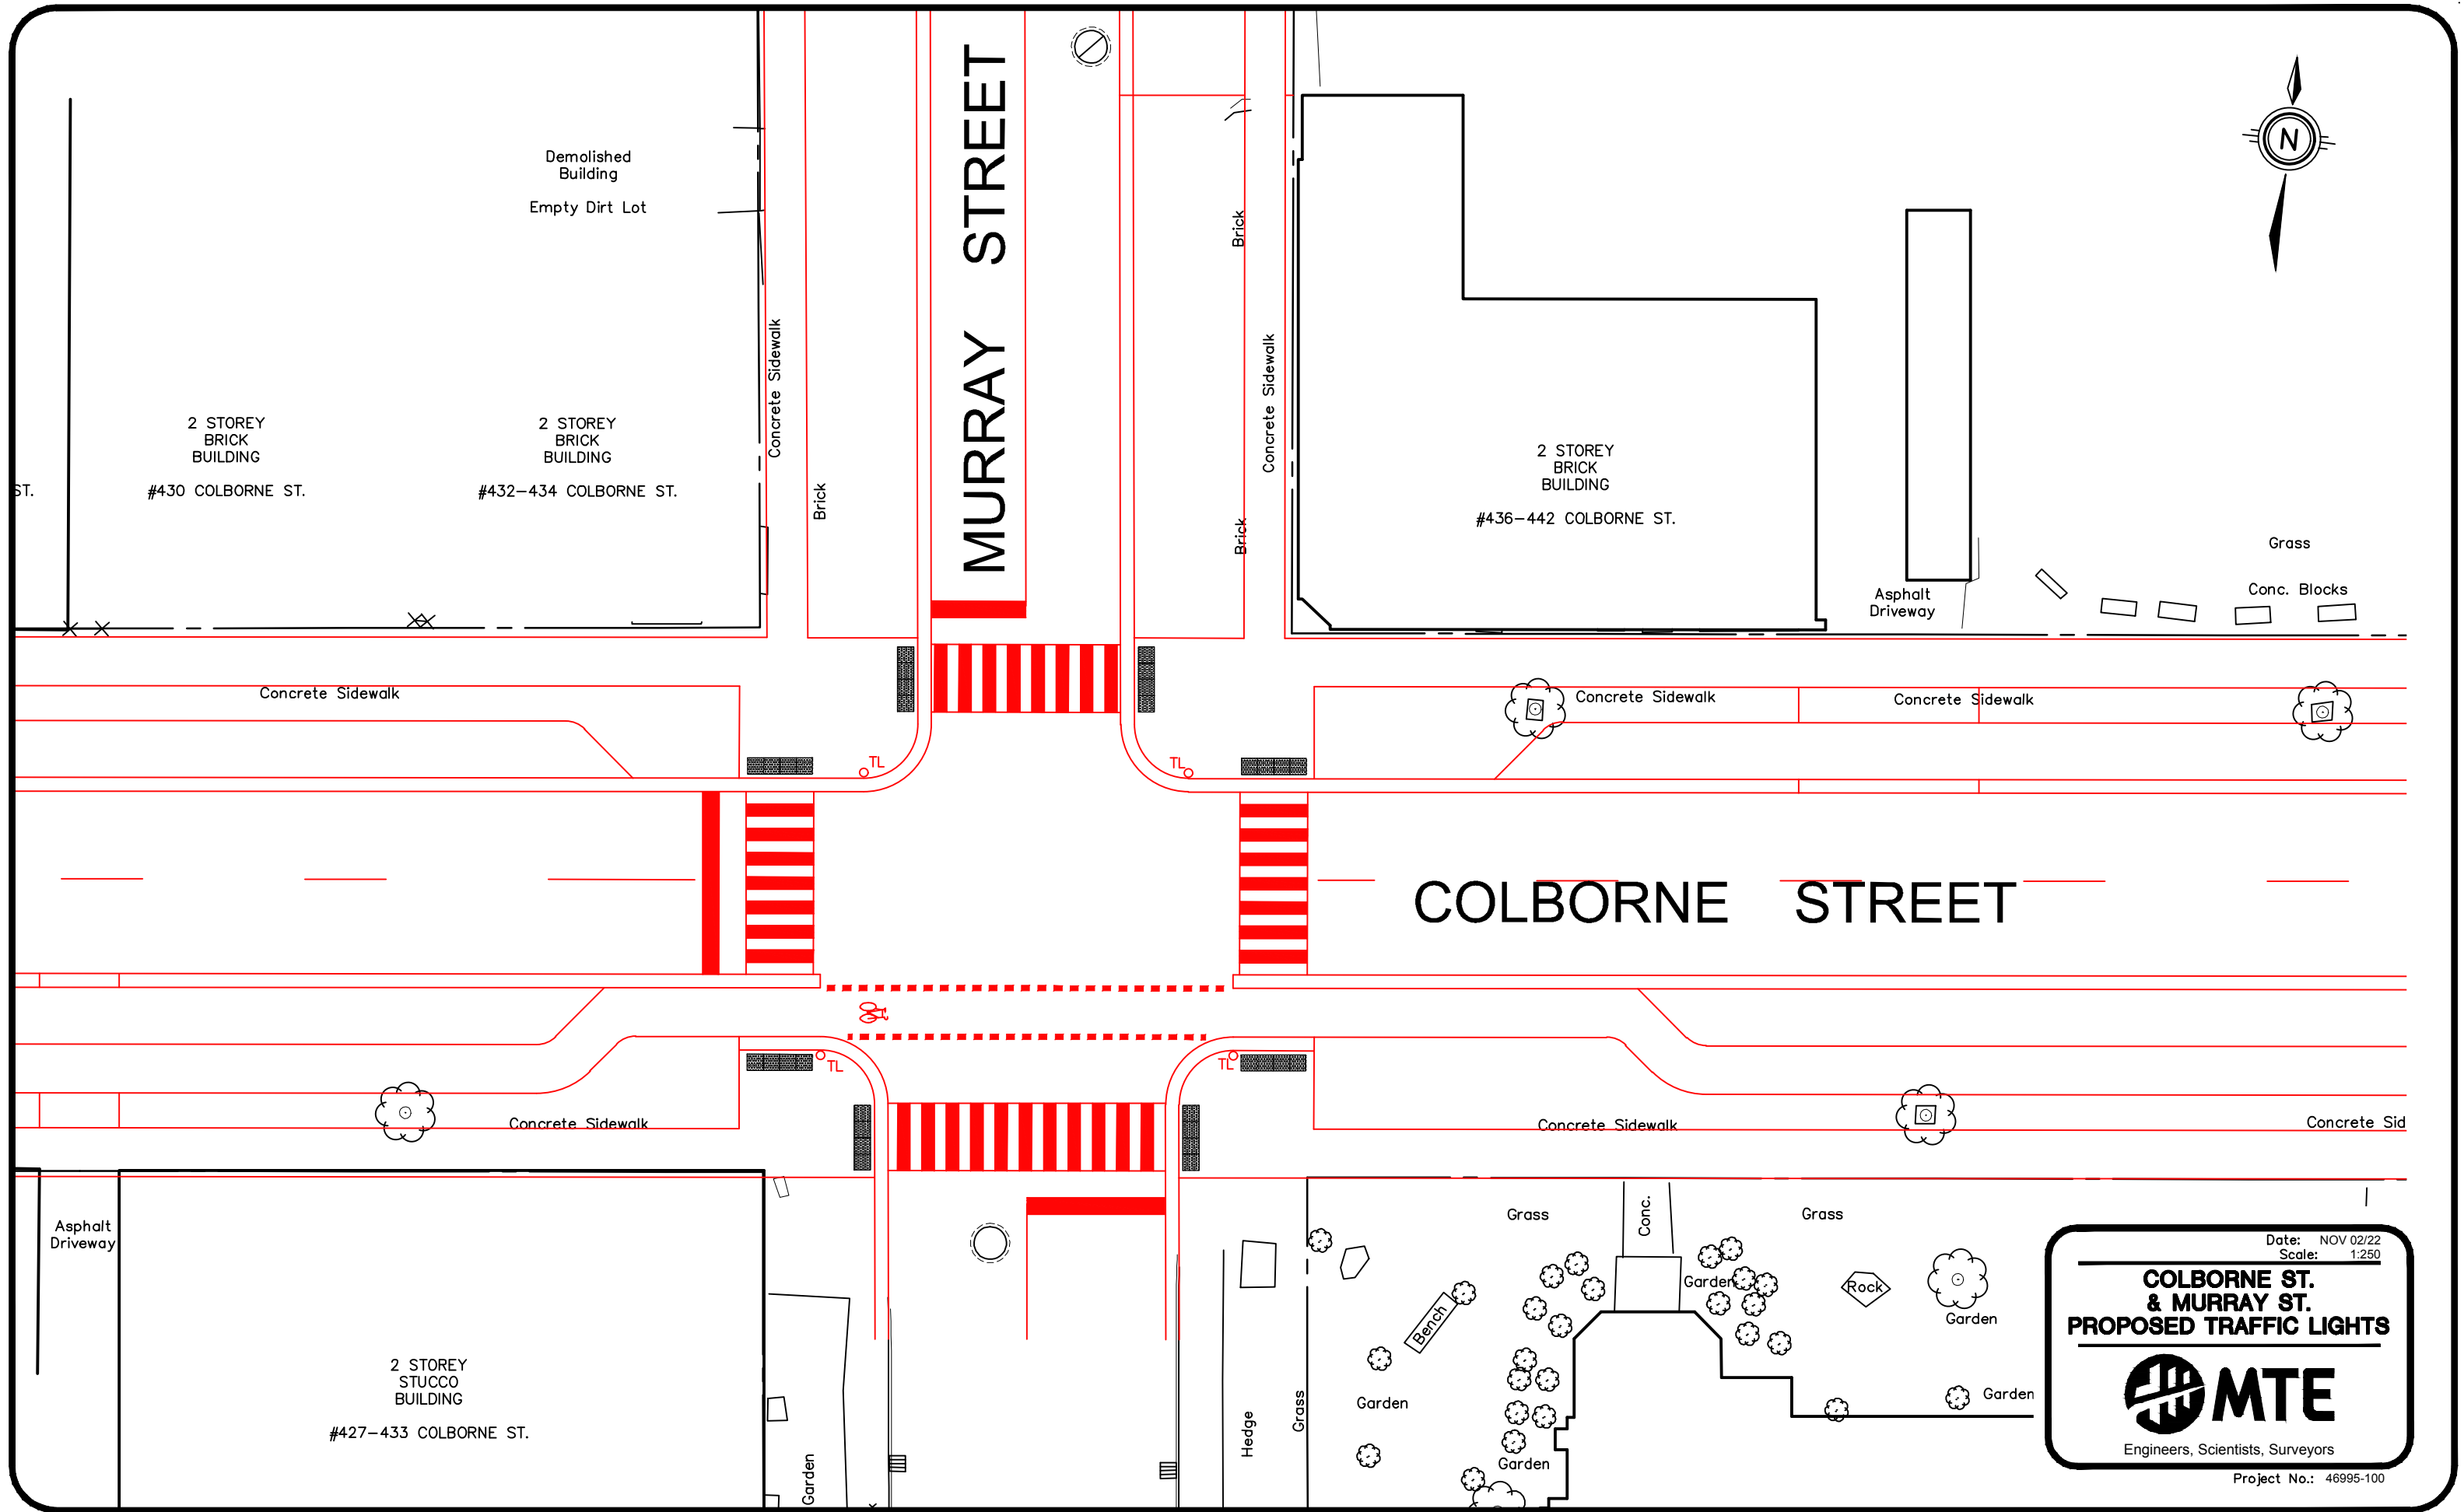 MURRAY STREET
Demolished
Building
Empty Dirt Lot
N
Brick
Concrete Sidewalk
Concrete Sidewalk
2 STOREY
BRICK
BUILDING
#430 COLBORNE ST.
2 STOREY
BRICK
BUILDING
#432-434 COLBORNE ST.
ST.
Brick
Brick
2 STOREY
BRICK
BUILDING
#436-442 COLBORNE ST.
Grass
Conc. Blocks
Asphalt
Driveway
Concrete Sidewalk
Concrete Sidewalk
Concrete Sidewalk
TL
TL
COLBORNE STREET
TL
TL
Concrete Sidewalk
Concrete Sidewalk
Concrete Sid
Asphalt
Driveway
Grass
Conc.
Grass
Garden
Rock
Garden
Bench
Garden
Garden
Garden
Hedge
Grass
Garden
2 STOREY
STUCCO
BUILDING
#427-433 COLBORNE ST.
Date: NOV 02/22
Scale: 1:250
COLBORNE ST.
& MURRAY ST.
PROPOSED TRAFFIC LIGHTS
MTE
Engineers, Scientists, Surveyors
Project No.: 46995-100